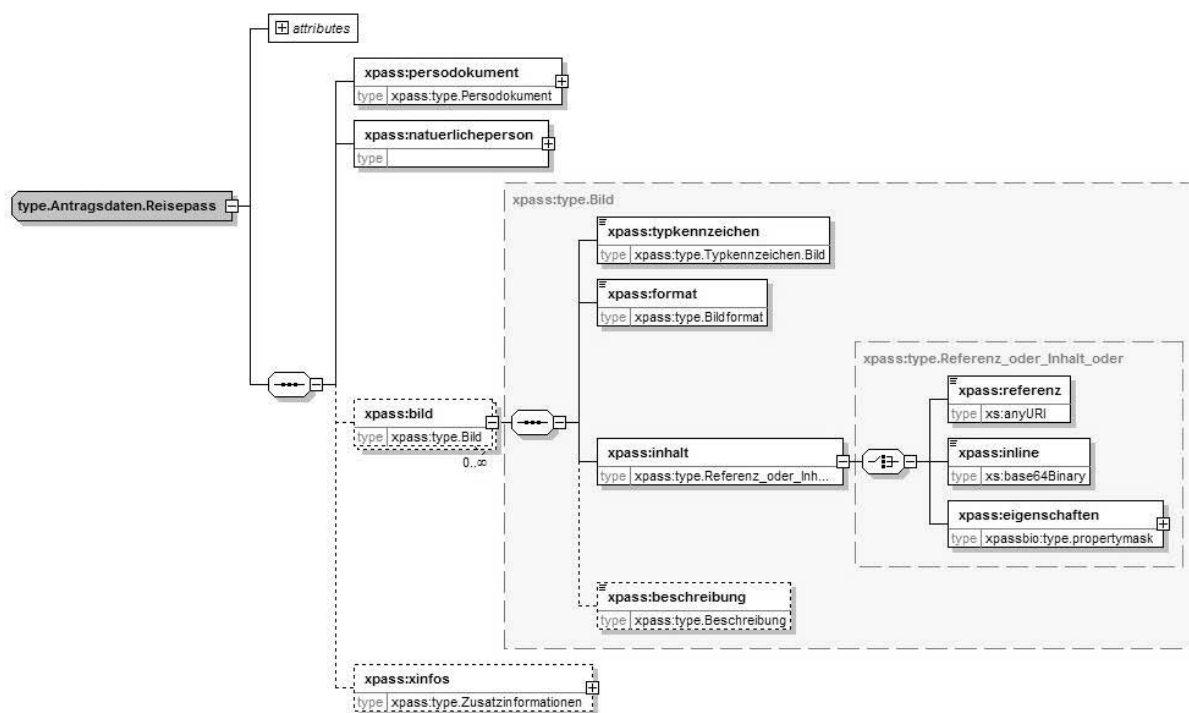 attributes
xpass:persodokument
type xpass:type.Persodokument
xpass:natuerlicheperson
type
type.Antragsdaten.Reisepass
xpass:type.Bild
xpass:typkennzeichen
type xpass:type.Typkennzeichen.Bild
xpass:format
type xpass:type.Bildformat
xpass:type.Referenz_oder_Inhalt_oder
xpass:referenz
type xs:anyURI
xpass:bild
type xpass:type.Bild
0..∞
xpass:inhalt
type xpass:type.Referenz_oder_Inh...
xpass:inline
type xs:base64Binary
xpass:eigenschaften
type xpassbio:type.propertymask
xpass:beschreibung
type xpass:type.Beschreibung
xpass:xinfos
type xpass:type.Zusatzinformationen